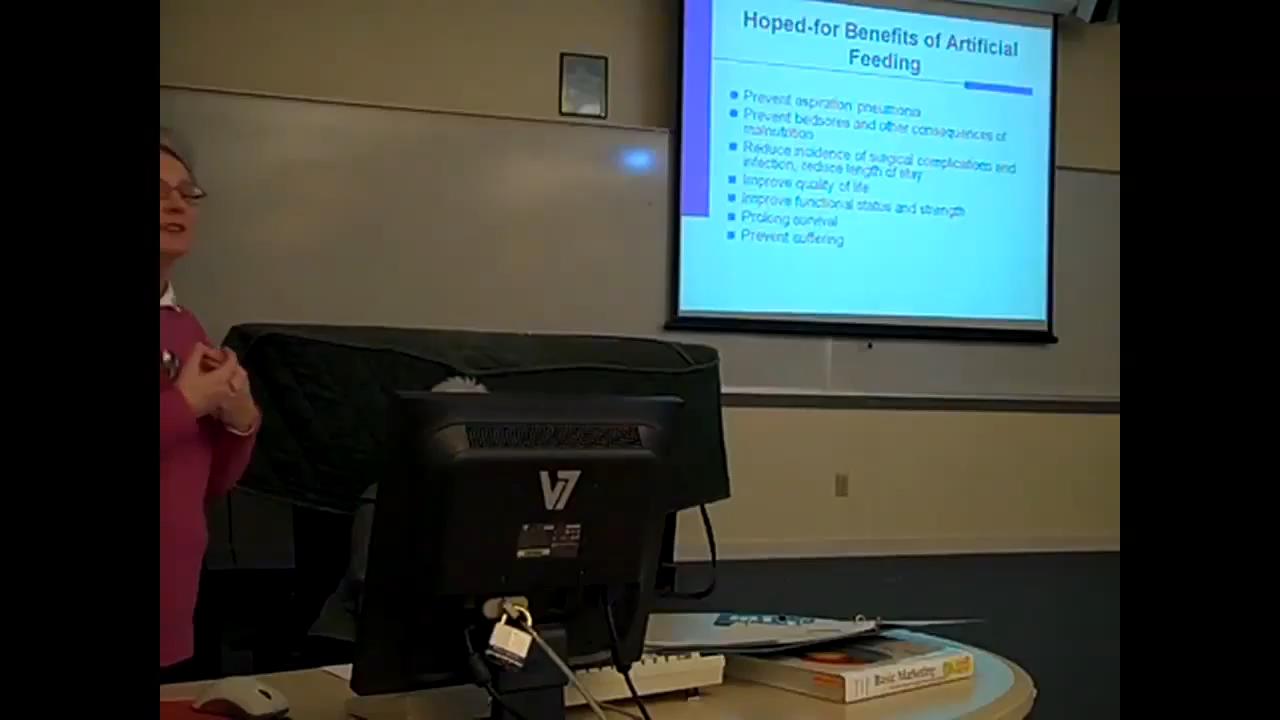 Hoped-for Benefits of Artificial
Feeding
Prevent aspiration pneumonia
Prevent bedsores and other consequences of
malnutrition
Reduce incidence of surgical complications and
infection, reduce length of stay
Improve quality of life
Improve functional status and strength
Prolong survival
Prevent suffering
V7
Basic Marketing